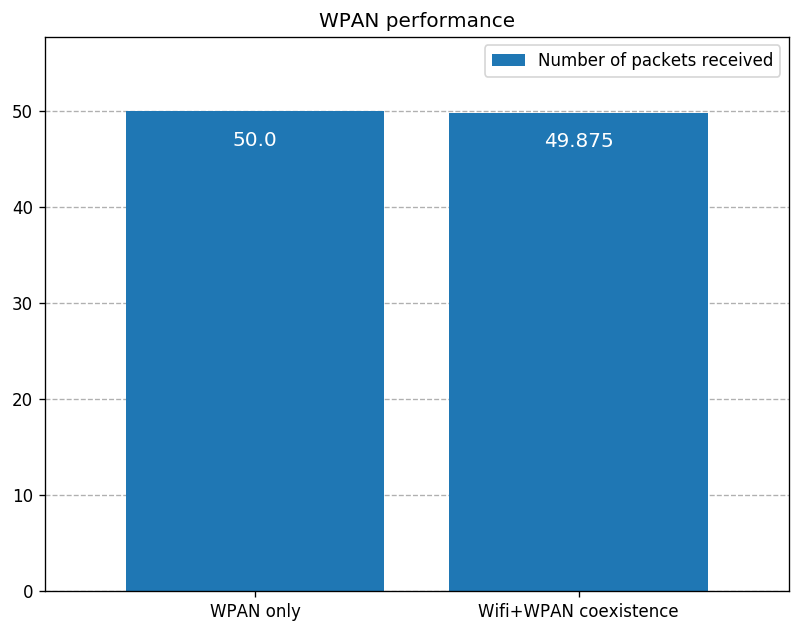 WPAN performance
Number of packets received
50
40
30
20
10
0
50.0
49.875
WPAN only
Wifi+WPAN coexistence